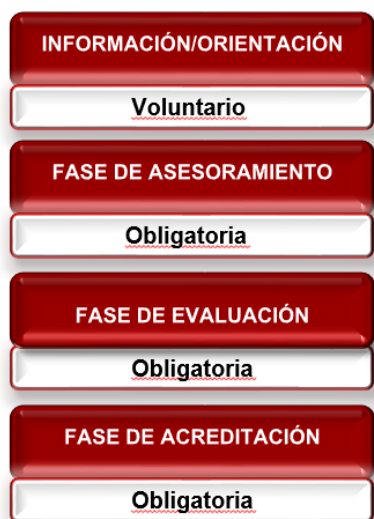 INFORMACIÓN/ORIENTACIÓN
Voluntario
FASE DE ASESORAMIENTO
Obligatoria
FASE DE EVALUACIÓN
Obligatoria
FASE DE ACREDITACIÓN
Obligatoria